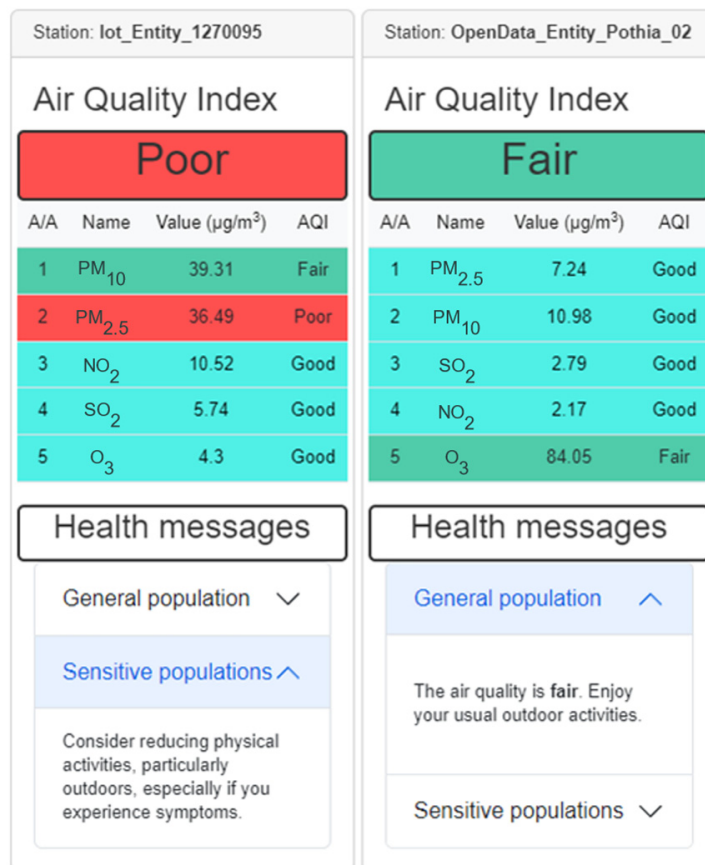 Station: Iot_Entity_1270095
Air Quality Index
Poor
A/A Name Value (µg/m³) AQI
1 PM10 39.31 Fair
2 PM2.5 36.49 Poor
3 NO2 10.52 Good
4 SO2 5.74 Good
5 O3 4.3 Good
Health messages
General population
Sensitive populations
Consider reducing physical
activities, particularly
outdoors, especially if you
experience symptoms.
Station: OpenData_Entity_Pothia_02
Air Quality Index
Fair
A/A Name Value (µg/m³) AQI
1 PM2.5 7.24 Good
2 PM10 10.98 Good
3 SO2 2.79 Good
4 NO2 2.17 Good
5 O3 84.05 Fair
Health messages
General population
The air quality is fair. Enjoy
your usual outdoor activities.
Sensitive populations